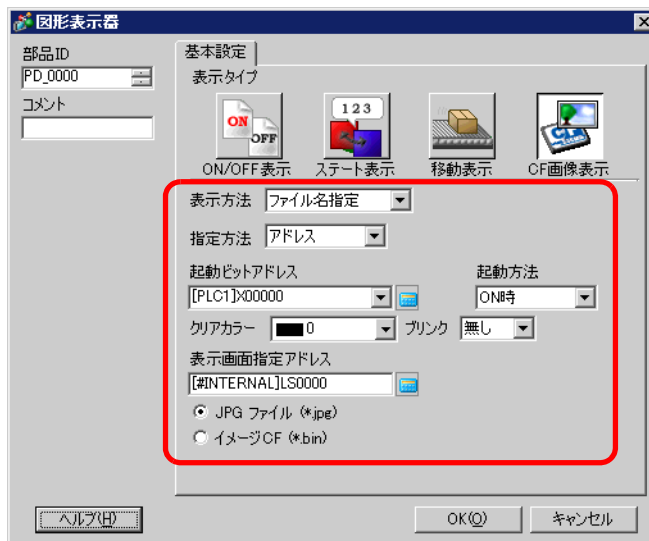 図形表示器
部品ID
PD_0000
コメント
基本設定
表示タイプ
ON
OFF
1 2 3
ON/OFF表示 ステート表示 移動表示 CF画像表示
表示方法 ファイル名指定
指定方法 アドレス
起動ビットアドレス 起動方法
[PLC1]X00000 ON時
クリアカラー 0 ブリンク 無し
表示画面指定アドレス
[#INTERNAL]LS0000
JPG ファイル (*.jpg)
イメージCF (*.bin)
ヘルプ(H) OK(O) キャンセル